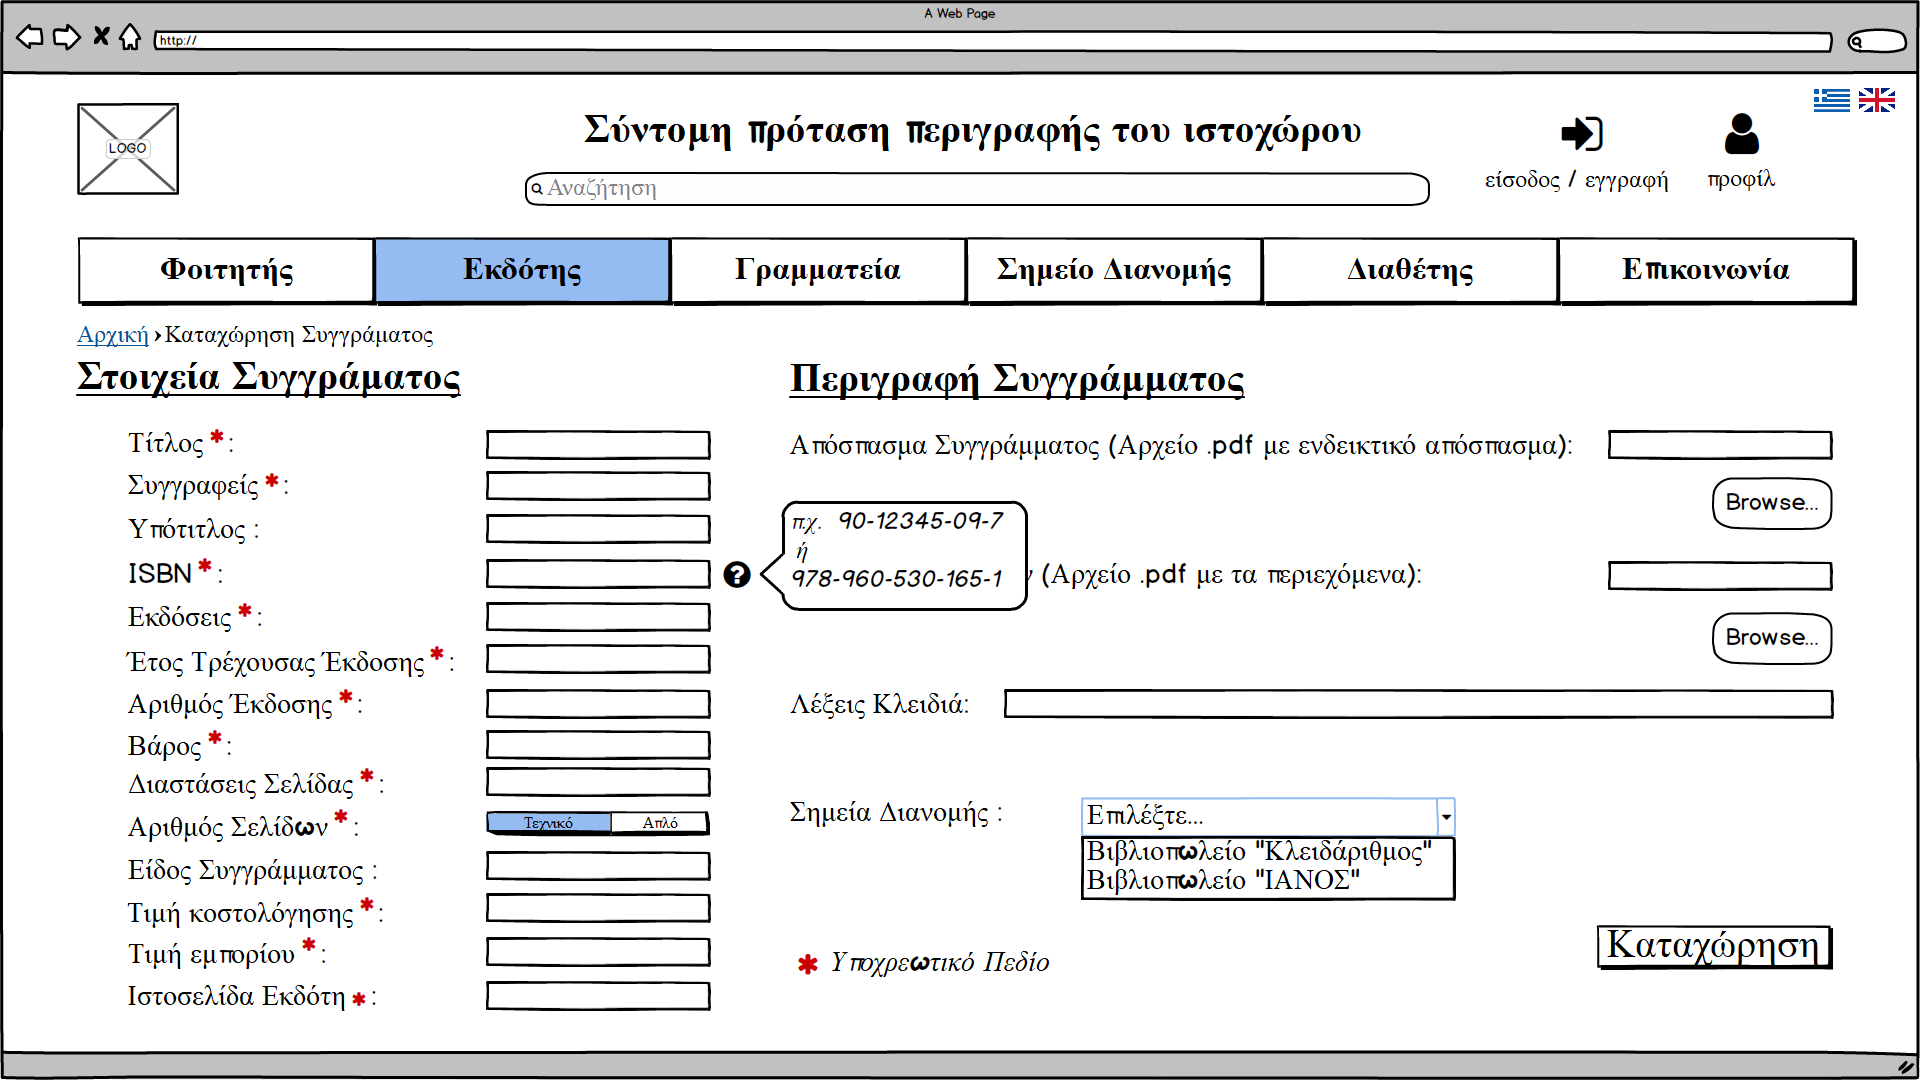 A Web Page
http://
LOGO
Σύντομη πρόταση περιγραφής του ιστοχώρου
Αναζήτηση
είσοδος / εγγραφή
προφίλ
Φοιτητής
Εκδότης
Γραμματεία
Σημείο Διανομής
Διαθέτης
Επικοινωνία
Αρχική › Καταχώρηση Συγγράματος
Στοιχεία Συγγράματος
Τίτλος * :
Συγγραφείς * :
Υπότιτλος :
ISBN * :
Εκδόσεις * :
Έτος Τρέχουσας Έκδοσης * :
Αριθμός Έκδοσης * :
Βάρος * :
Διαστάσεις Σελίδας * :
Αριθμός Σελίδων * :
Τεχνικό
Απλό
Είδος Συγγράμματος :
Τιμή κοστολόγησης * :
Τιμή εμπορίου * :
Ιστοσελίδα Εκδότη * :
π.χ. 90-12345-09-7
ή
978-960-530-165-1
Περιγραφή Συγγράμματος
Απόσπασμα Συγγράμματος (Αρχείο .pdf με ενδεικτικό απόσπασμα):
Browse...
(Αρχείο .pdf με τα περιεχόμενα):
Browse...
Λέξεις Κλειδιά:
Σημεία Διανομής :
Επιλέξτε...
Βιβλιοπωλείο "Κλειδάριθμος"
Βιβλιοπωλείο "ΙΑΝΟΣ"
* Υποχρεωτικό Πεδίο
Καταχώρηση